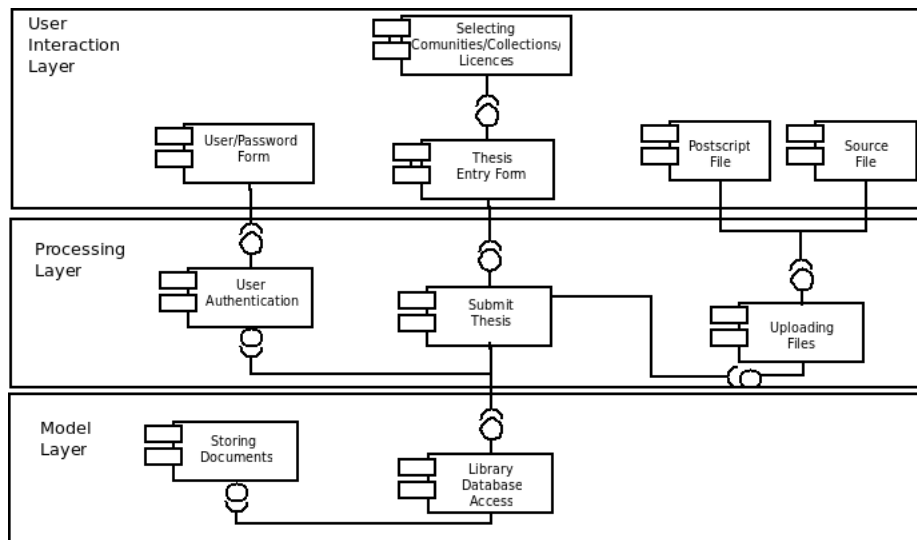 User
Interaction
Layer
Selecting
Comunities/Collections/
Licences
User/Password
Form
Thesis
Entry Form
Postscript
File
Source
File
Processing
Layer
User
Authentication
Submit
Thesis
Uploading
Files
Model
Layer
Storing
Documents
Library
Database
Access